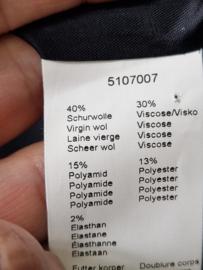 5107007
40%
Schurwolle
Virgin wol
Laine vierge
Scheer wol
30%
Viscose/Visko
Viscose
Viscose
Viscose
15%
Polyamid
Polyamide
Polyamide
Polyamide
13%
Polyester
Polyester
Polyester
Polyester
2%
Elasthan
Elastane
Élasthanne
Elastaan
Futter korper
Doublure corps